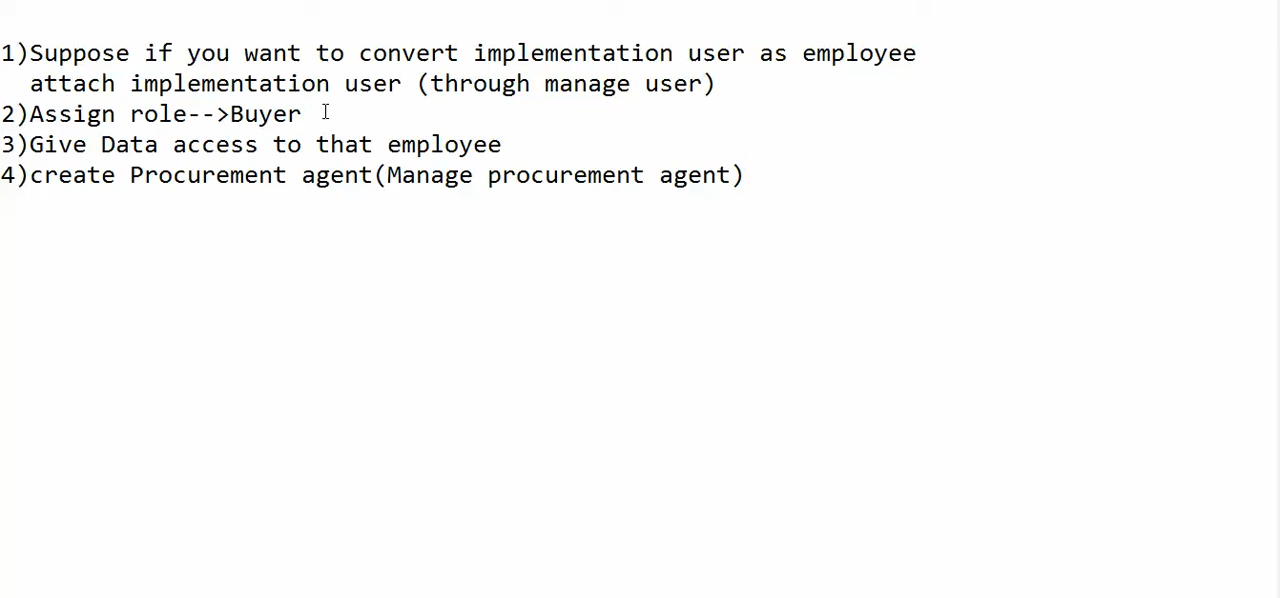 1)Suppose if you want to convert implementation user as employee
attach implementation user (through manage user)
2)Assign role-->Buyer
3)Give Data access to that employee
4)create Procurement agent(Manage procurement agent)